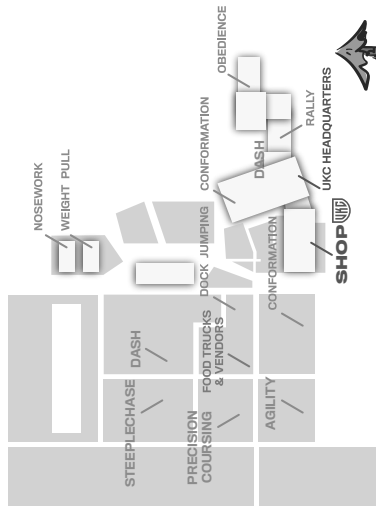 OBEDIENCE
RALLY
UKC HEADQUARTERS
DASH
CONFORMATION
NOSEWORK
WEIGHT PULL
DOCK JUMPING
CONFORMATION
SHOP
UKC
DASH
FOOD TRUCKS
& VENDORS
STEEPLECHASE
PRECISION
COURSING
AGILITY